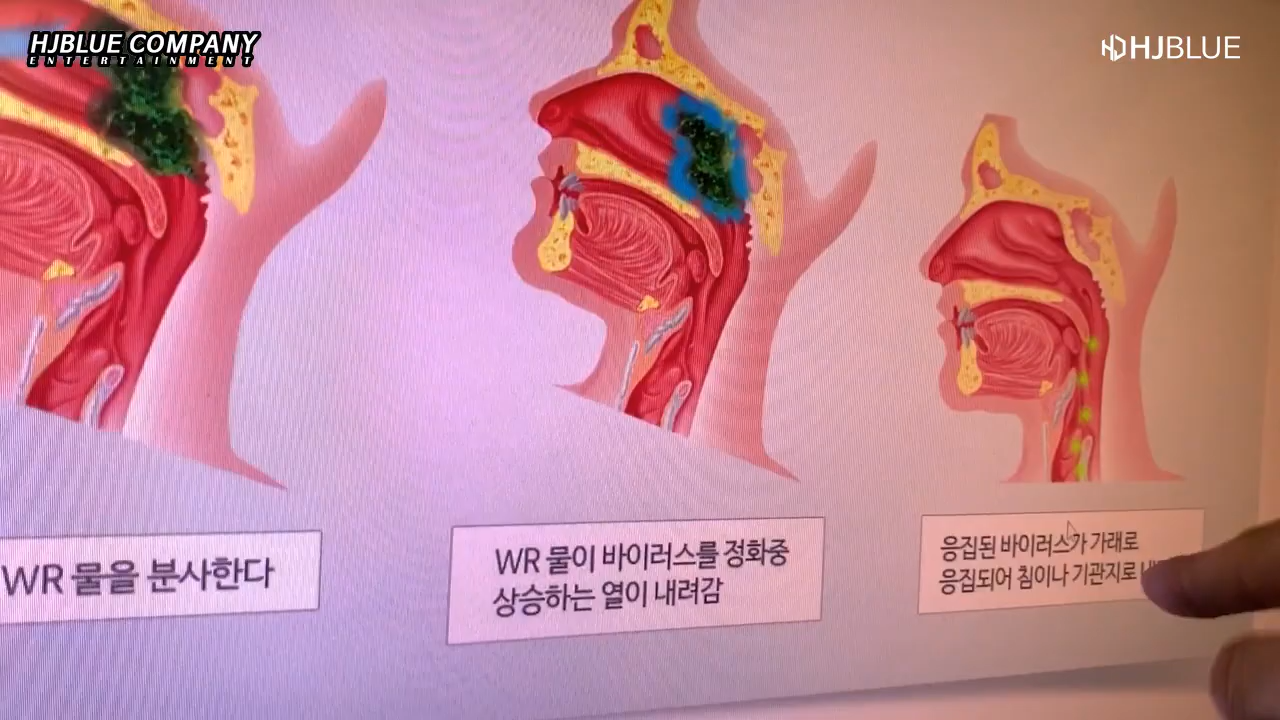 HJBLUE COMPANY
ENTERTAINMENT
HJBLUE
WR 물을 분사한다
WR 물이 바이러스를 정화중
상승하는 열이 내려감
응집된 바이러스가 가래로
응집되어 침이나 기관지로